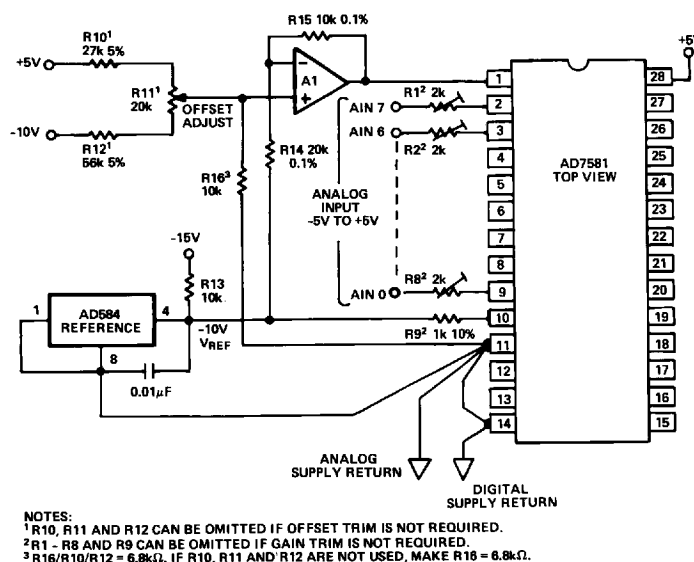 R15 10k 0.1%
R10¹
27k 5%
+5V
R11¹
20k
OFFSET
ADJUST
-10V
R12¹
56k 5%
−
+
A1
R14 20k
0.1%
R16³
10k
ANALOG
INPUT
-5V TO +5V
AIN 7
R1² 2k
AIN 6
R2² 2k
AIN 0
R8² 2k
-15V
R13
10k
1
AD584
REFERENCE
4
8
0.01µF
-10V
VREF
R9² 1k 10%
+5V
AD7581
TOP VIEW
1
2
3
4
5
6
7
8
9
10
11
12
13
14
28
27
26
25
24
23
22
21
20
19
18
17
16
15
ANALOG
SUPPLY RETURN
DIGITAL
SUPPLY RETURN
NOTES:
¹R10, R11 AND R12 CAN BE OMITTED IF OFFSET TRIM IS NOT REQUIRED.
²R1 - R8 AND R9 CAN BE OMITTED IF GAIN TRIM IS NOT REQUIRED.
³R16/R10/R12 = 6.8kΩ. IF R10, R11 AND R12 ARE NOT USED, MAKE R16 = 6.8kΩ.